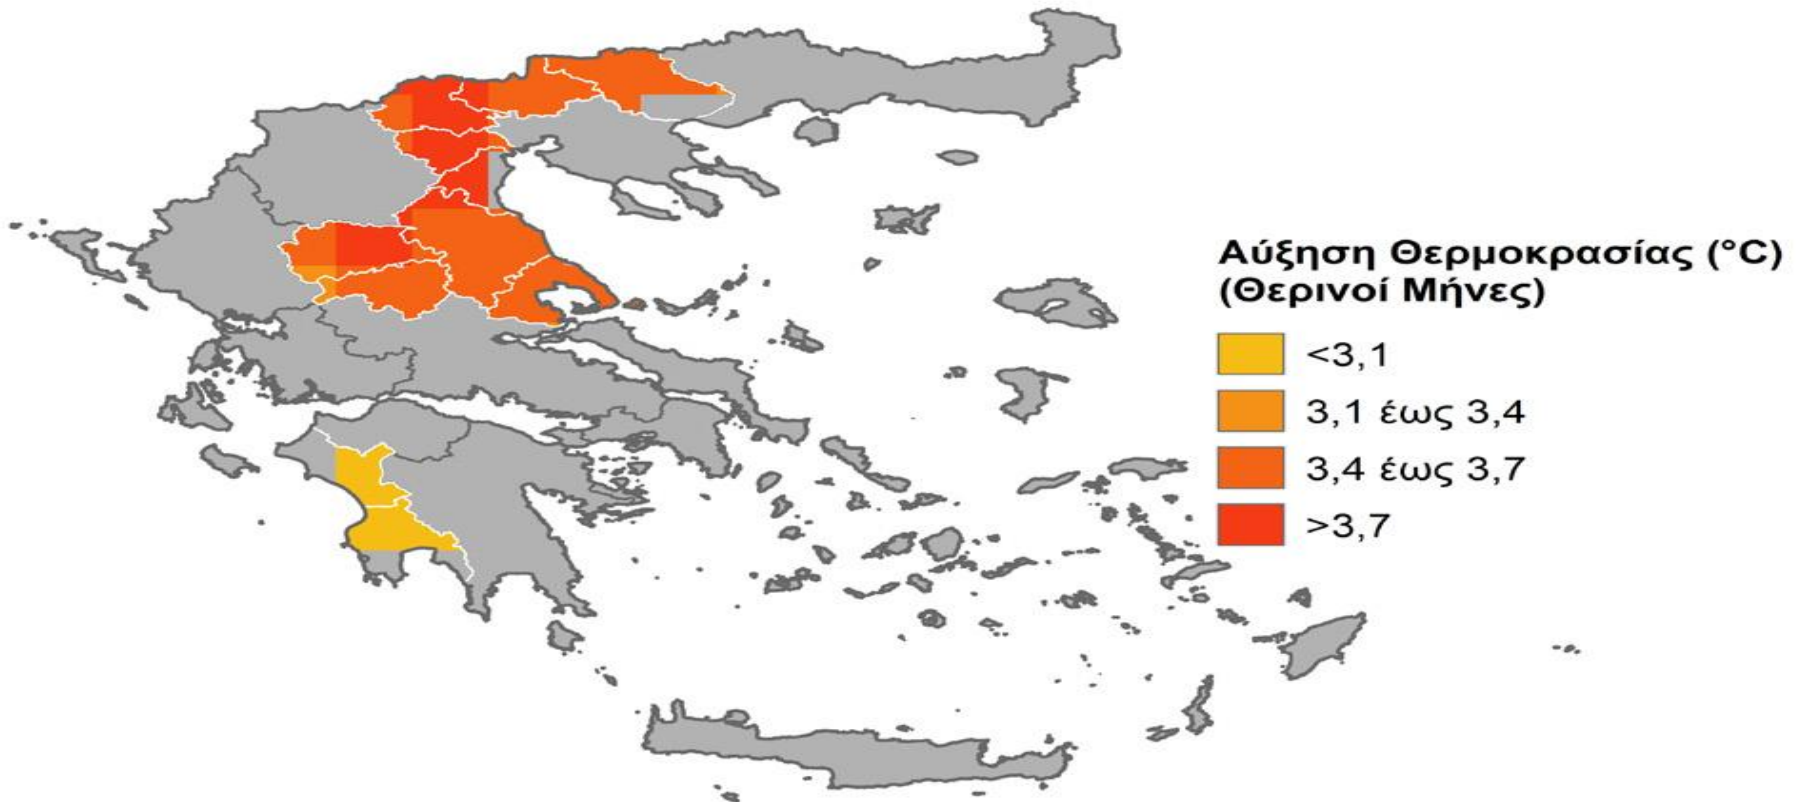 Αύξηση Θερμοκρασίας (°C)
(Θερινοί Μήνες)
<3,1
3,1 έως 3,4
3,4 έως 3,7
>3,7